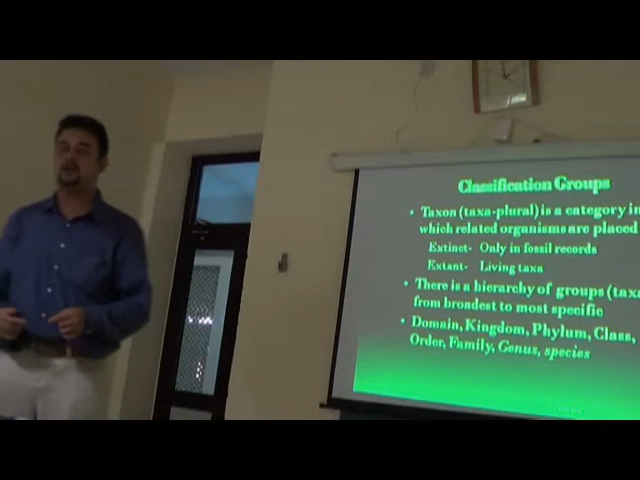 Classification Groups
• Taxon (taxa-plural) is a category in
which related organisms are placed
Extinct- Only in fossil records
Extant- Living taxa
• There is a hierarchy of groups (taxa
from broadest to most specific
• Domain, Kingdom, Phylum, Class,
Order, Family, Genus, species